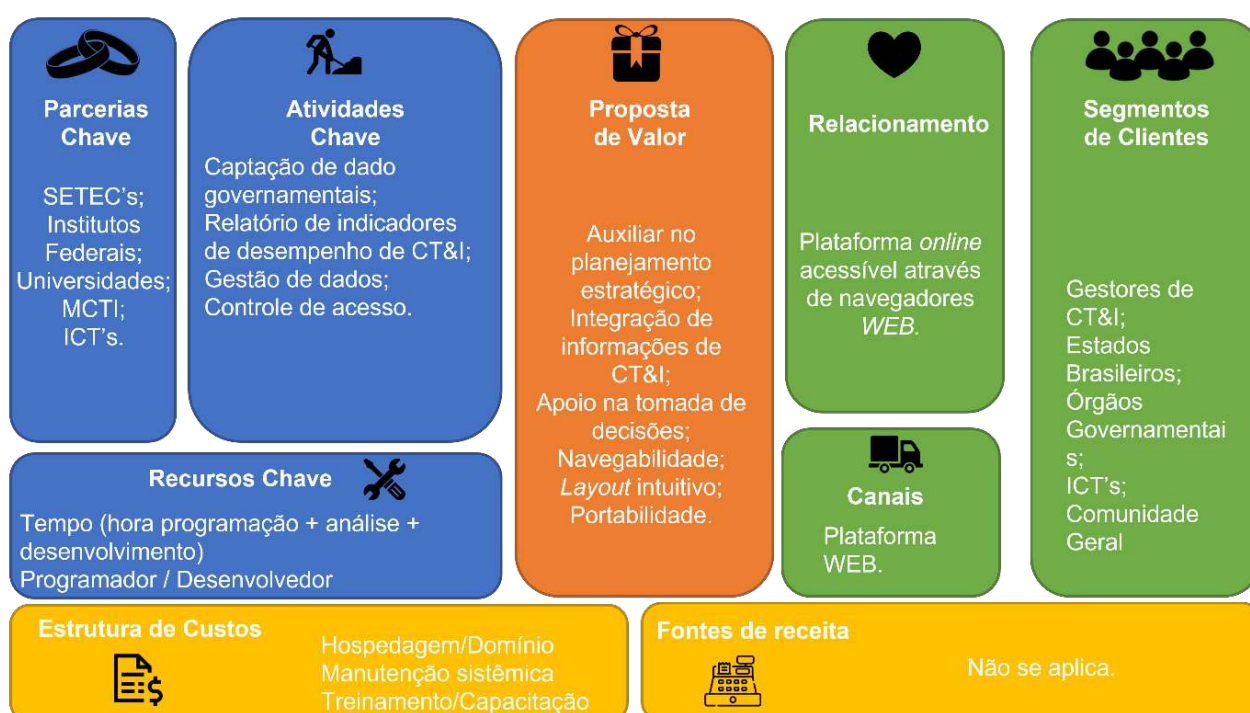 Parcerias
Chave
SETEC's;
Institutos
Federais;
Universidades;
MCTI;
ICT's.
Atividades
Chave
Captação de dado
governamentais;
Relatório de indicadores
de desempenho de CT&I;
Gestão de dados;
Controle de acesso.
Recursos Chave
Tempo (hora programação + análise +
desenvolvimento)
Programador / Desenvolvedor
Proposta
de Valor
Auxiliar no
planejamento
estratégico;
Integração de
informações de
CT&I;
Apoio na tomada de
decisões;
Navegabilidade;
Layout intuitivo;
Portabilidade.
Relacionamento
Plataforma online
acessível através
de navegadores
WEB.
Canais
Plataforma
WEB.
Segmentos
de Clientes
Gestores de
CT&I;
Estados
Brasileiros;
Órgãos
Governamentai
s;
ICT's;
Comunidade
Geral
Estrutura de Custos
Hospedagem/Domínio
Manutenção sistêmica
Treinamento/Capacitação
$
Fontes de receita
Não se aplica.